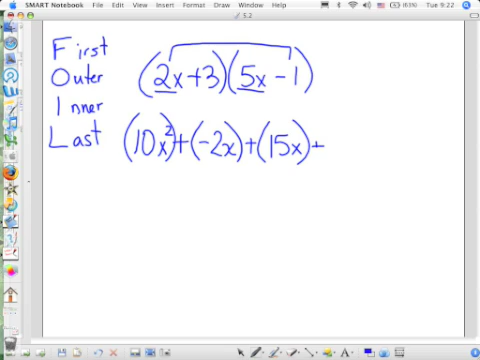 SMART Notebook File Edit View Insert Format Draw Window Help (63%) Tue 9:22
5.2
First
Outer (2x+3)(5x-1)
Inner
Last (10x²)+(-2x)+(15x)+